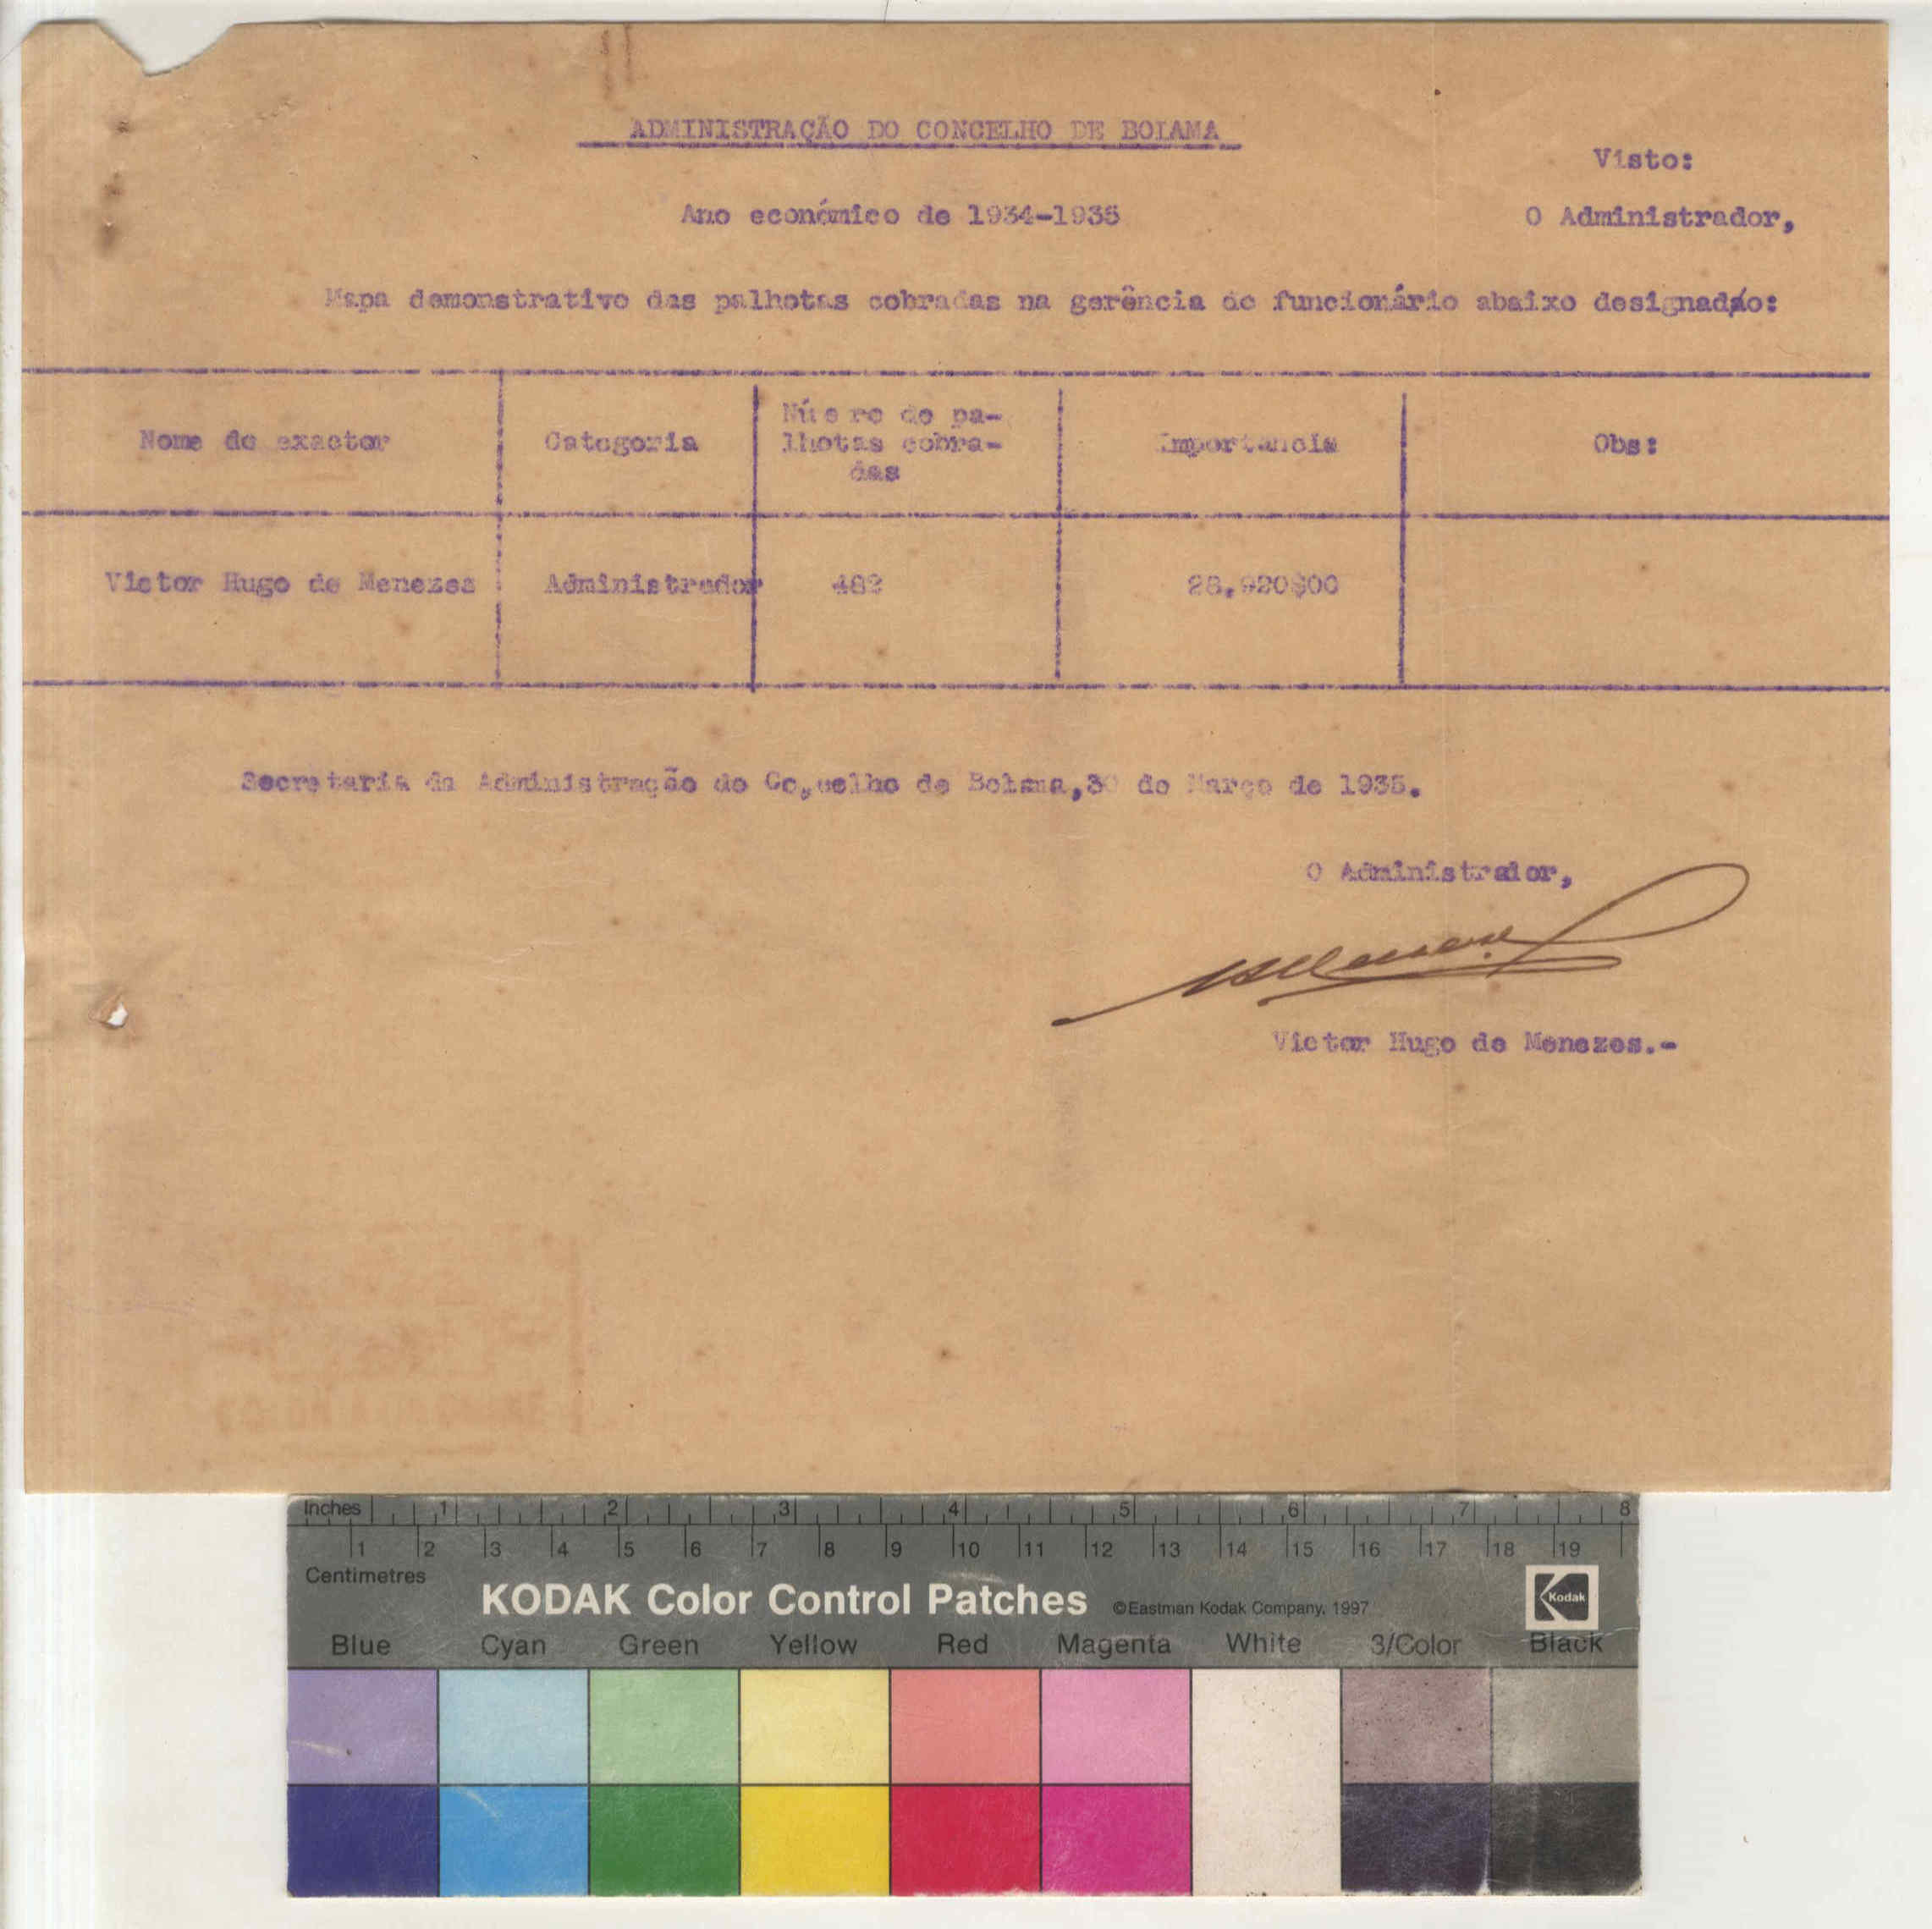 ADMINISTRAÇÃO DO CONCELHO DE BOIAMA
Visto:
Ano económico de 1934-1935
O Administrador,
Mapa demonstrativo das palhotas cobradas na gerência do funcionário abaixo designado:
Nome do exactor
Categoria
Núe ro de pa-
lhotas cobra-
das
Importancia
Obs:
Victor Hugo de Menezes
Administrador
482
28.920$00
Secretaria da Administração do Co,celho de Bolama,30 de Março de 1935.
O Administrador,
Victor Hugo de Menezes.-
Inches 1 2 3 4 5 6 7 8
1 2 3 4 5 6 7 8 9 10 11 12 13 14 15 16 17 18 19
Centimetres
KODAK Color Control Patches ©Eastman Kodak Company, 1997 Kodak
Blue Cyan Green Yellow Red Magenta White 3/Color Black